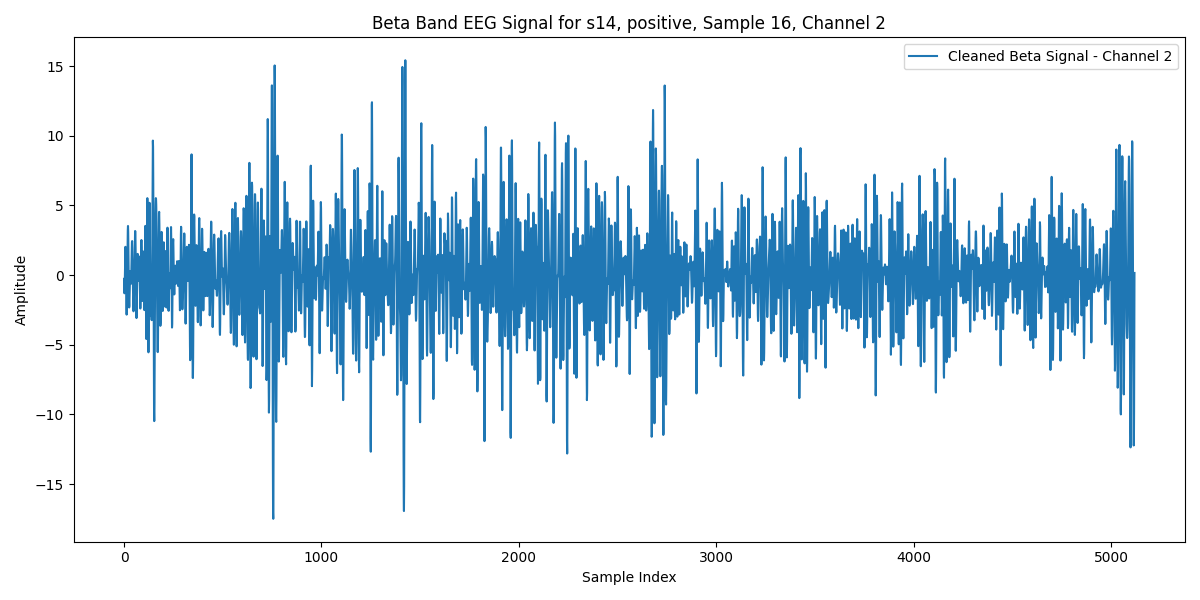 Beta Band EEG Signal for s14, positive, Sample 16, Channel 2
Cleaned Beta Signal - Channel 2
Amplitude
15
10
5
0
−5
−10
−15
0 1000 2000 3000 4000 5000
Sample Index